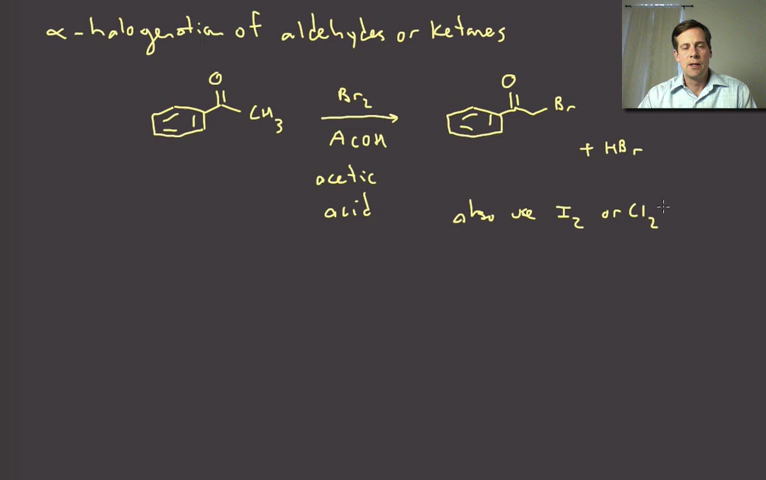 α-halogenation of aldehydes or ketones
O O
Br₂ Br
CH₃
AcOH + HBr
acetic
acid also use I₂ or Cl₂